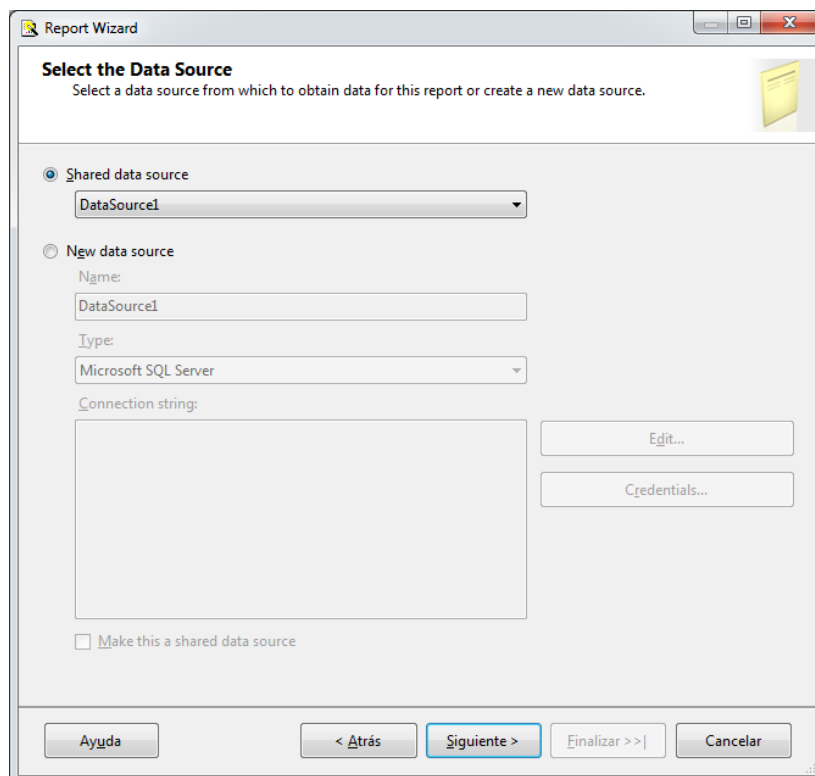 Report Wizard
Select the Data Source
Select a data source from which to obtain data for this report or create a new data source.
Shared data source
DataSource1
New data source
Name:
DataSource1
Type:
Microsoft SQL Server
Connection string:
Edit...
Credentials...
Make this a shared data source
Ayuda
< Atrás
Siguiente >
Finalizar >>|
Cancelar